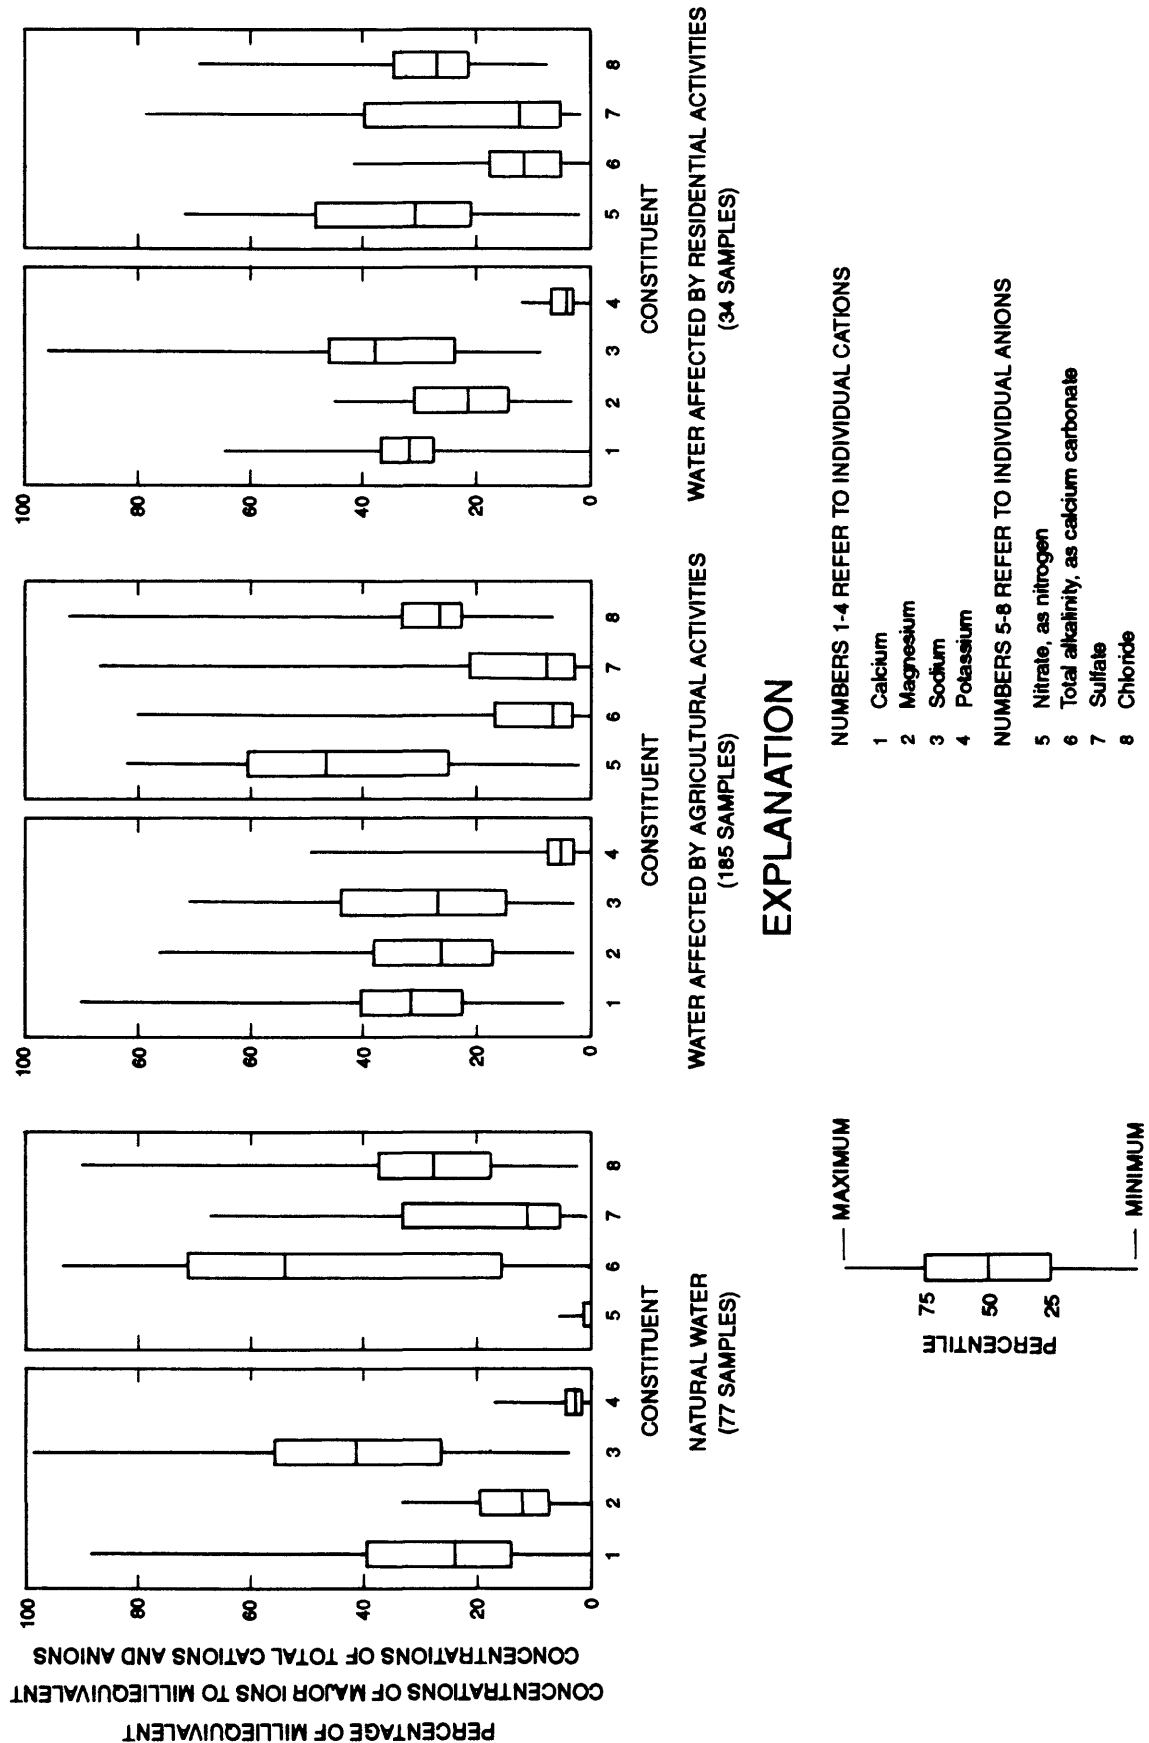 PERCENTAGE OF MILLIEQUIVALENT
CONCENTRATIONS OF MAJOR IONS TO MILLIEQUIVALENT
CONCENTRATIONS OF TOTAL CATIONS AND ANIONS
100
80
60
40
20
0
1 2 3 4
5 6 7 8
CONSTITUENT
NATURAL WATER
(77 SAMPLES)
100
80
60
40
20
0
1 2 3 4
5 6 7 8
CONSTITUENT
WATER AFFECTED BY AGRICULTURAL ACTIVITIES
(185 SAMPLES)
100
80
60
40
20
0
1 2 3 4
5 6 7 8
CONSTITUENT
WATER AFFECTED BY RESIDENTIAL ACTIVITIES
(34 SAMPLES)
EXPLANATION
PERCENTILE
75
50
25
MAXIMUM
MINIMUM
NUMBERS 1-4 REFER TO INDIVIDUAL CATIONS
1 Calcium
2 Magnesium
3 Sodium
4 Potassium
NUMBERS 5-8 REFER TO INDIVIDUAL ANIONS
5 Nitrate, as nitrogen
6 Total alkalinity, as calcium carbonate
7 Sulfate
8 Chloride